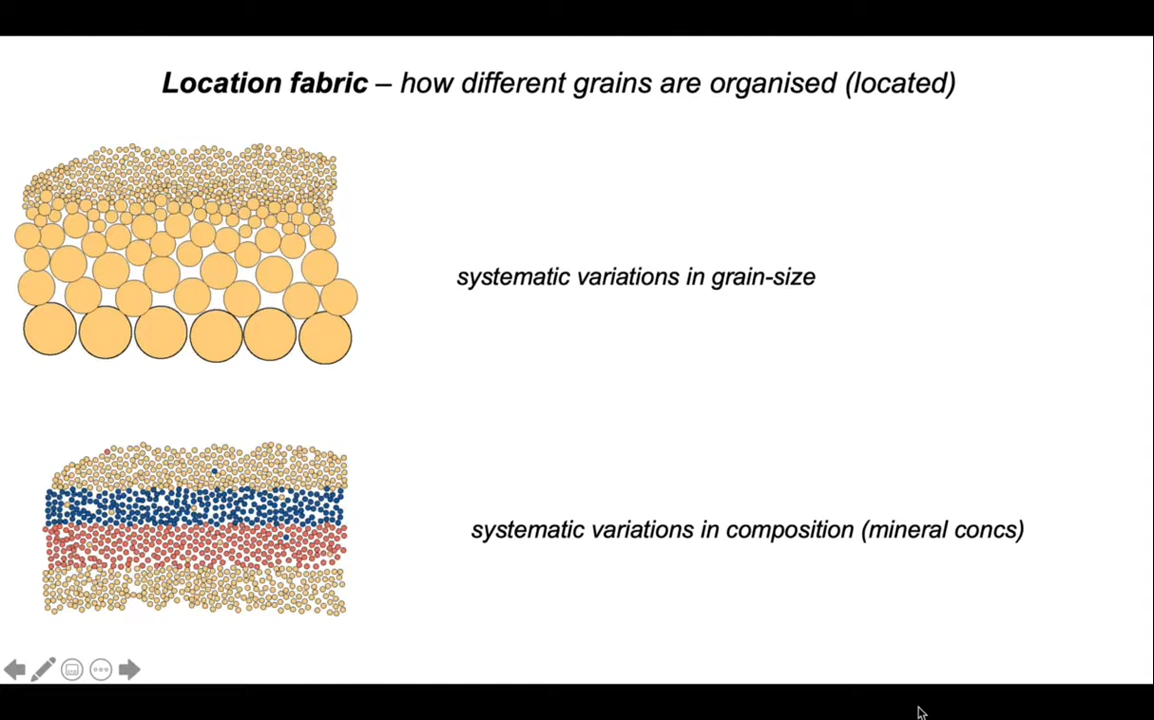 Location fabric – how different grains are organised (located)
systematic variations in grain-size
systematic variations in composition (mineral concs)